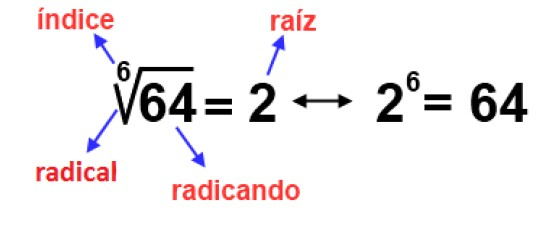 índice raíz
⁶√64 = 2 ↔ 2⁶ = 64
radical
radicando